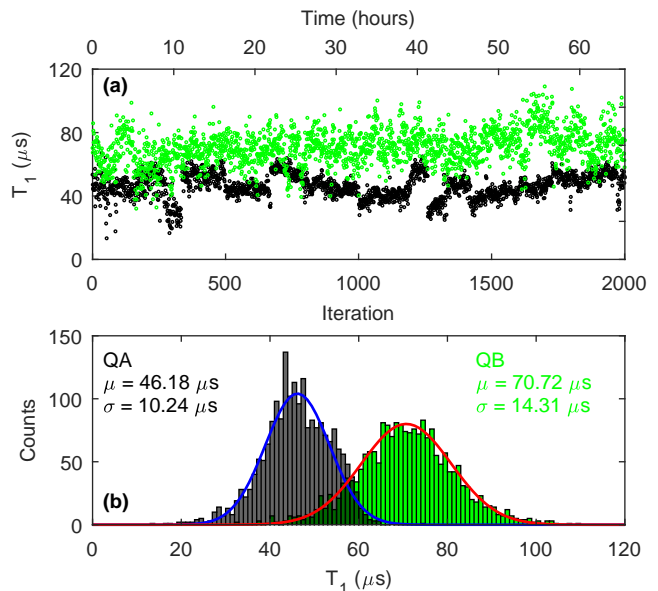 Time (hours)
0 10 20 30 40 50 60
(a)
T1 (μs)
120
80
40
0
0 500 1000 1500 2000
Iteration
150
100
50
0
Counts
QA
μ = 46.18 μs
σ = 10.24 μs
QB
μ = 70.72 μs
σ = 14.31 μs
(b)
0 20 40 60 80 100 120
T1 (μs)